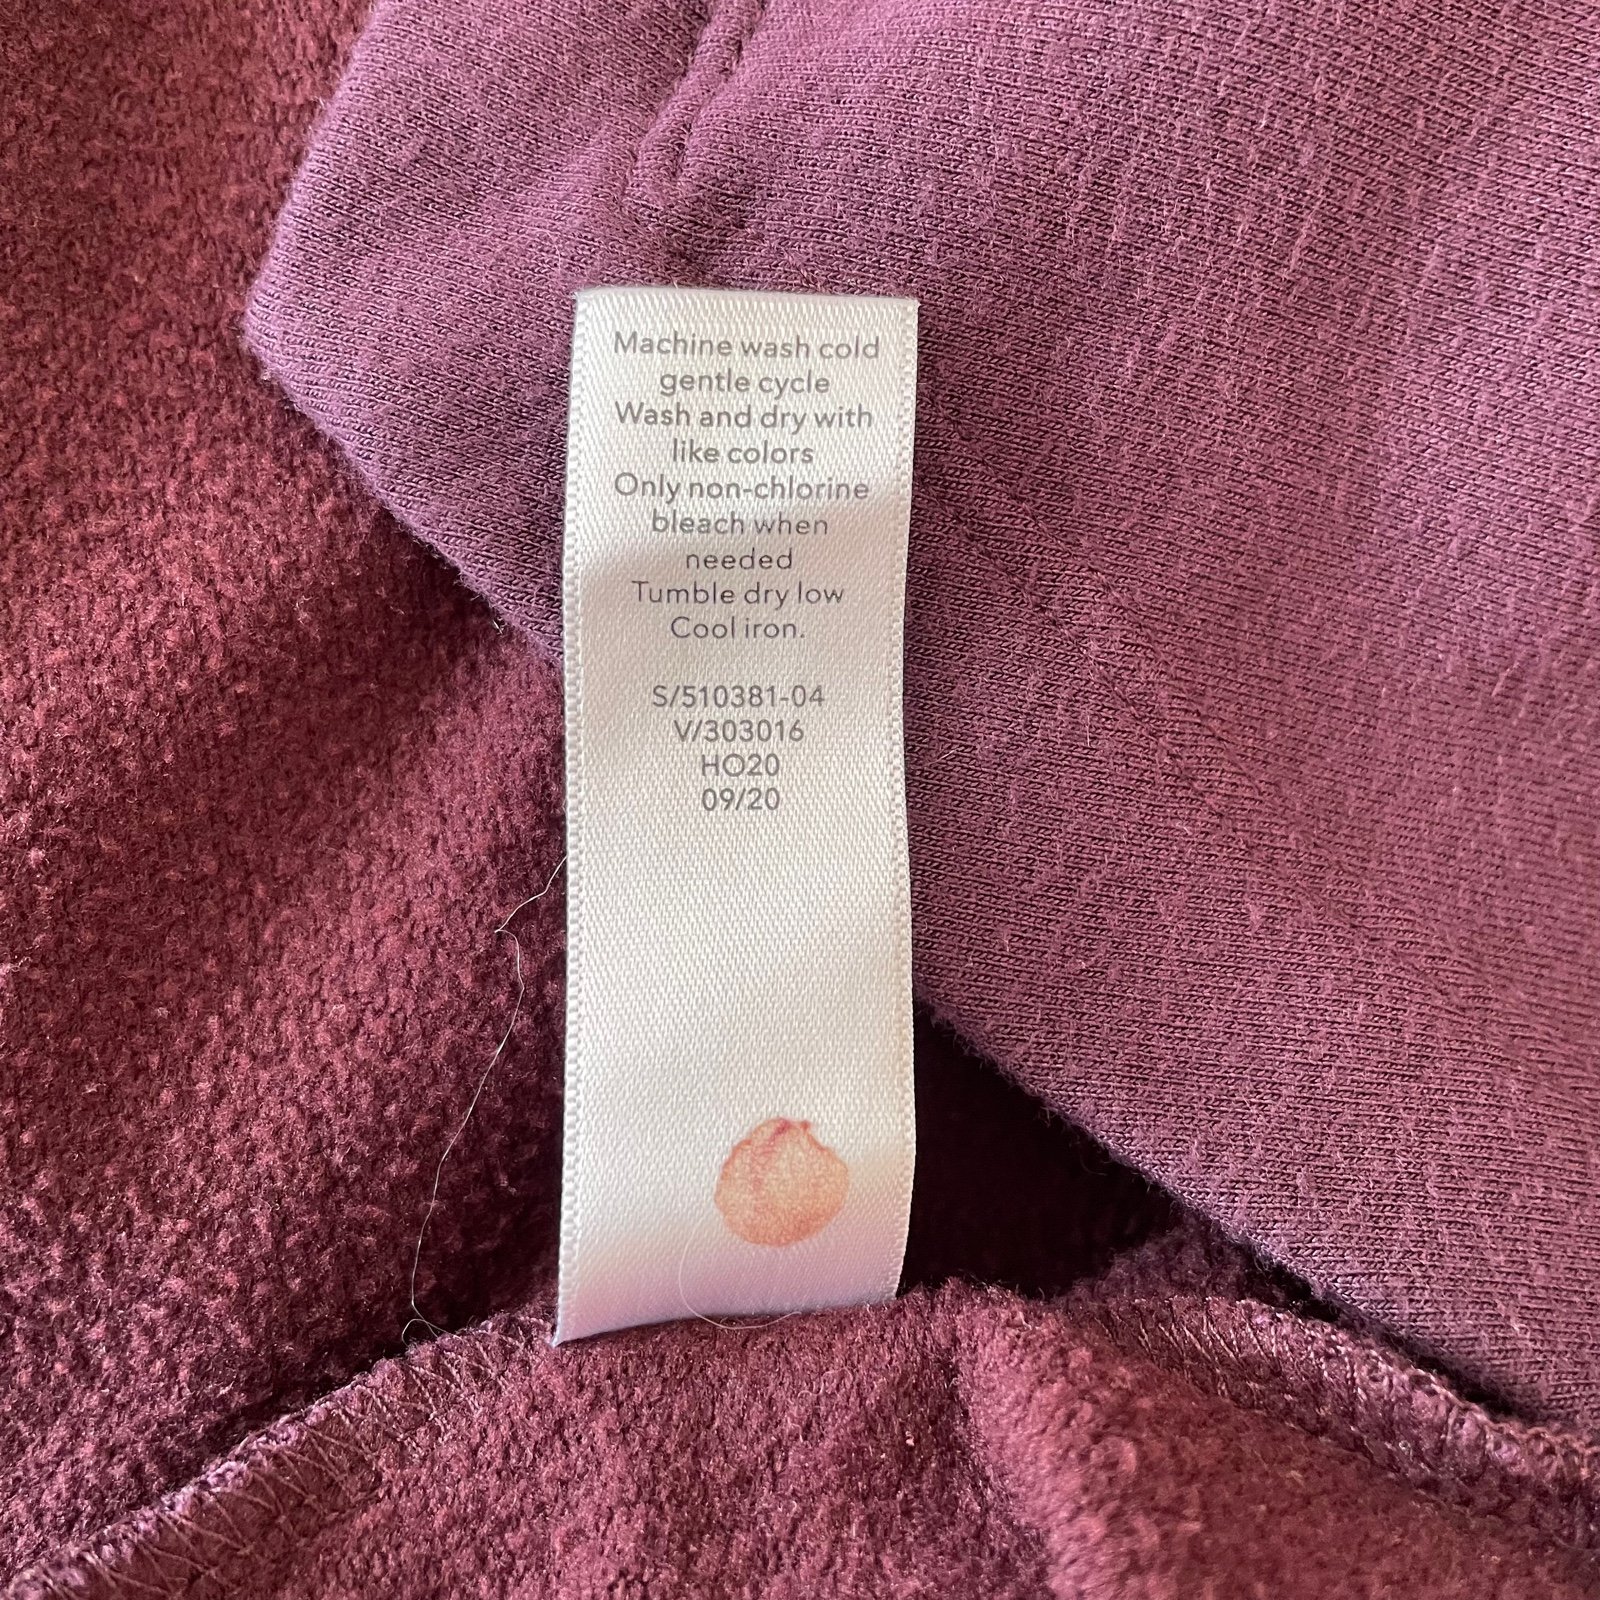 Machine wash cold
gentle cycle
Wash and dry with
like colors
Only non-chlorine
bleach when
needed
Tumble dry low
Cool iron.
S/510381-04
V/303016
HO20
09/20